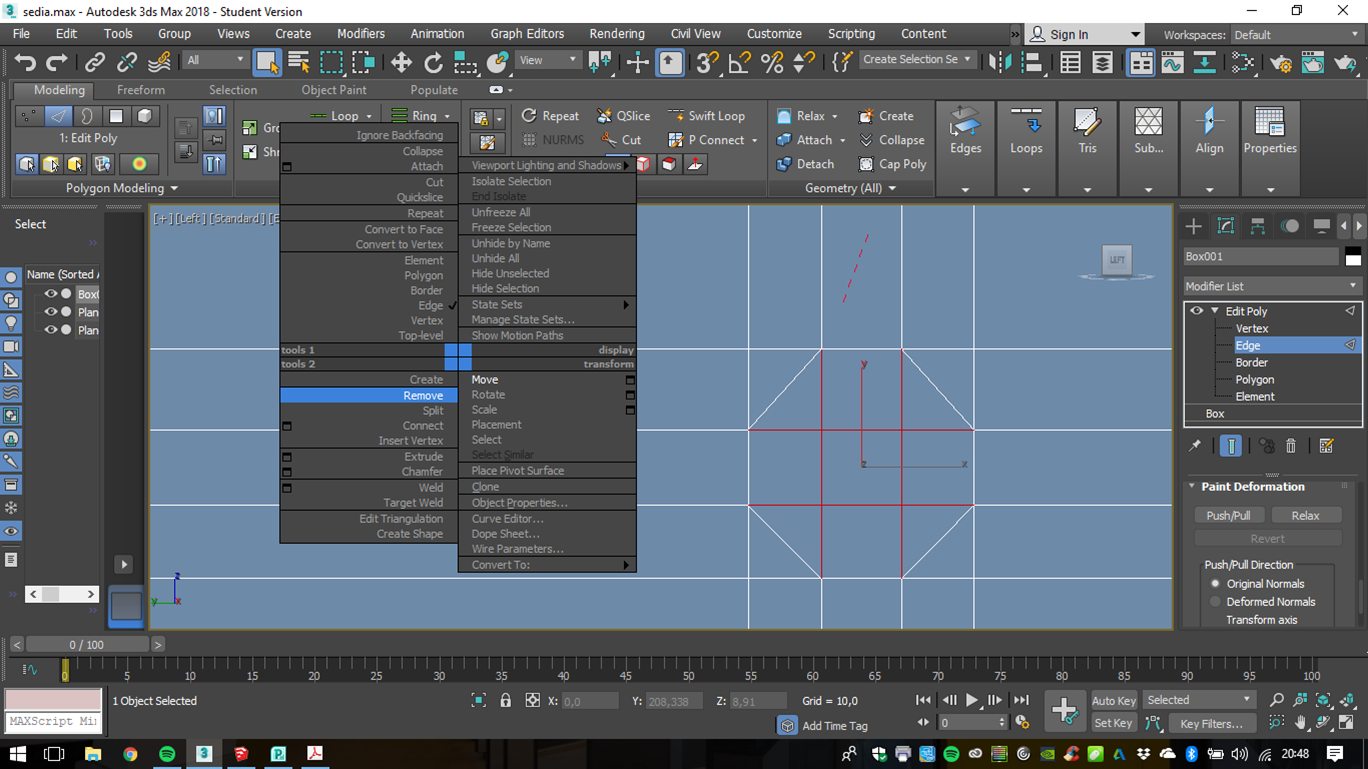 sedia.max - Autodesk 3ds Max 2018 - Student Version
File Edit Tools Group Views Create Modifiers Animation Graph Editors Rendering Civil View Customize Scripting Content Sign In Workspaces: Default
All View Create Selection Se
Modeling Freeform Selection Object Paint Populate
Loop Ring Repeat QSlice Swift Loop Relax Create
1: Edit Poly NURMS Cut P Connect Attach Collapse Edges Loops Tris Sub... Align Properties
Detach Cap Poly
Polygon Modeling Geometry (All)
Ignore Backfacing
Collapse
Attach
Cut
Quickslice
Repeat
Convert to Face
Convert to Vertex
Element
Polygon
Border
Edge
Vertex
Top-level
tools 1
tools 2
Create
Remove
Split
Connect
Insert Vertex
Extrude
Chamfer
Weld
Target Weld
Edit Triangulation
Create Shape
Viewport Lighting and Shadows
Isolate Selection
End Isolate
Unfreeze All
Freeze Selection
Unhide by Name
Unhide All
Hide Unselected
Hide Selection
State Sets
Manage State Sets...
Show Motion Paths
display
transform
Move
Rotate
Scale
Placement
Select
Select Similar
Place Pivot Surface
Clone
Object Properties...
Curve Editor...
Dope Sheet...
Wire Parameters...
Convert To:
Select
Name (Sorted A
Box0
Plan
Plan
[+] [Left] [Standard] [E
LEFT
y
z x
z
y x
Box001
Modifier List
Edit Poly
Vertex
Edge
Border
Polygon
Element
Box
Paint Deformation
Push/Pull Relax
Revert
Push/Pull Direction
Original Normals
Deformed Normals
Transform axis
0 / 100
0 5 10 15 20 25 30 35 40 45 50 55 60 65 70 75 80 85 90 95 100
1 Object Selected X: 0,0 Y: 208,338 Z: 8,91 Grid = 10,0 Auto Key Selected
MAXScript Mi Add Time Tag 0 Set Key Key Filters...
20:48